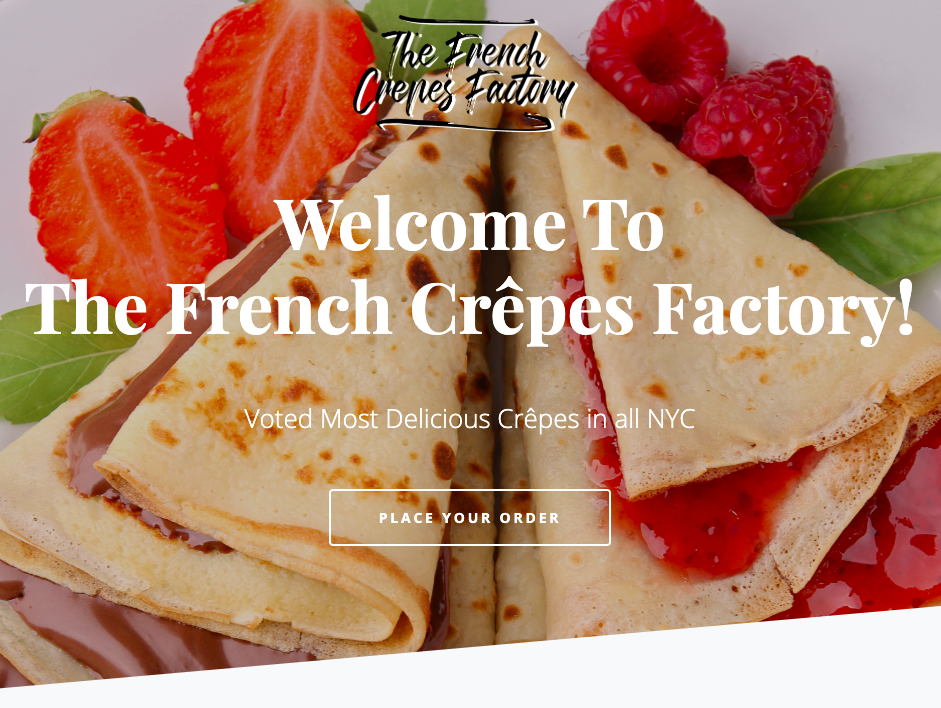 The French
Crepes Factory
Welcome To
The French Crêpes Factory!
Voted Most Delicious Crêpes in all NYC
PLACE YOUR ORDER